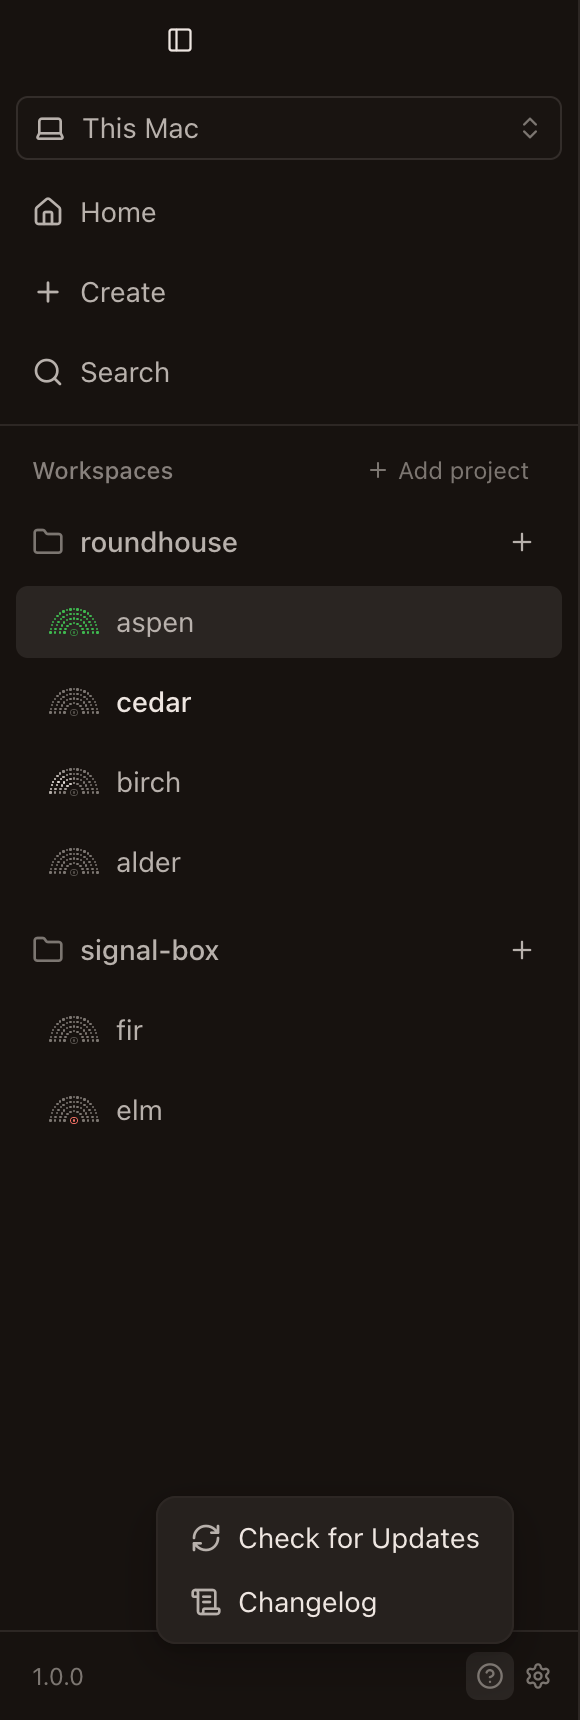 This Mac
Home
Create
Search
Workspaces
Add project
roundhouse
aspen
cedar
birch
alder
signal-box
fir
elm
Check for Updates
Changelog
1.0.0